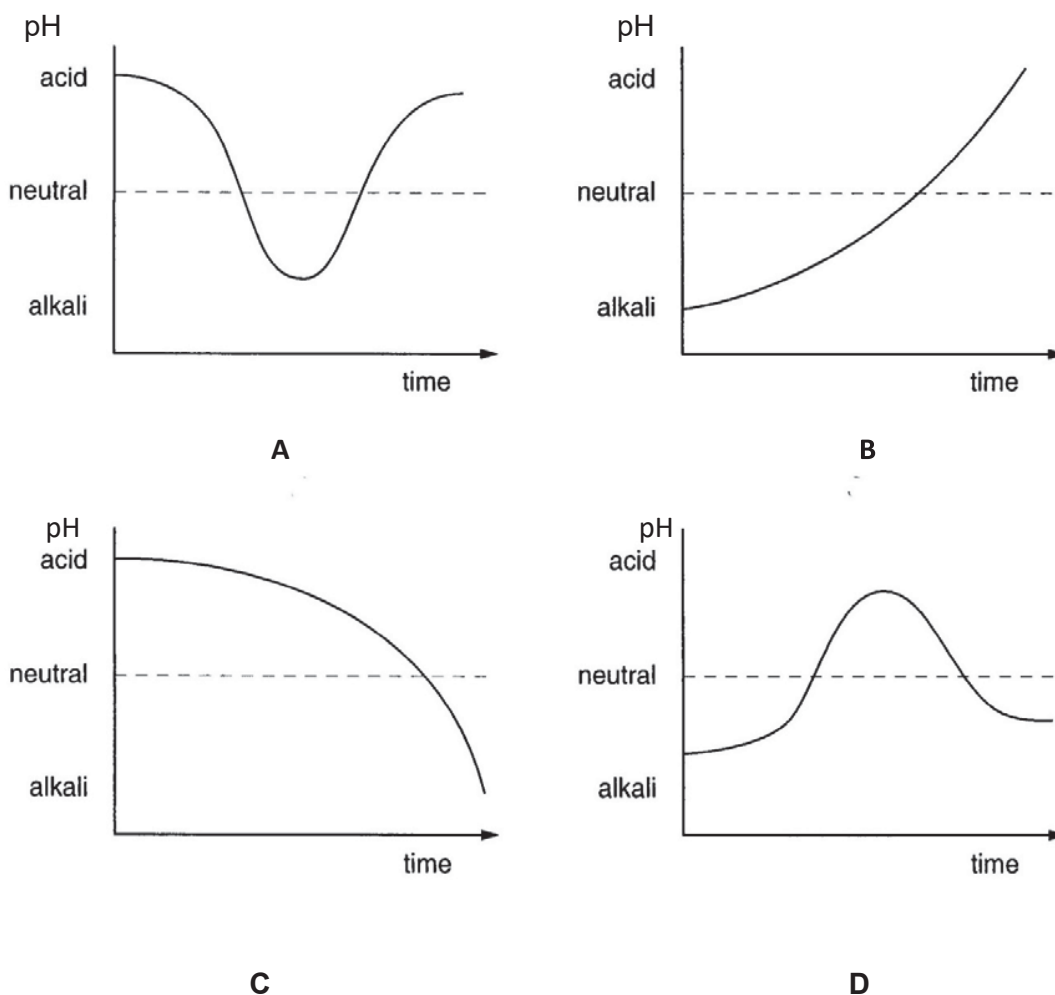 pH
acid
neutral
alkali
time
A
pH
acid
neutral
alkali
time
B
pH
acid
neutral
alkali
time
C
pH
acid
neutral
alkali
time
D